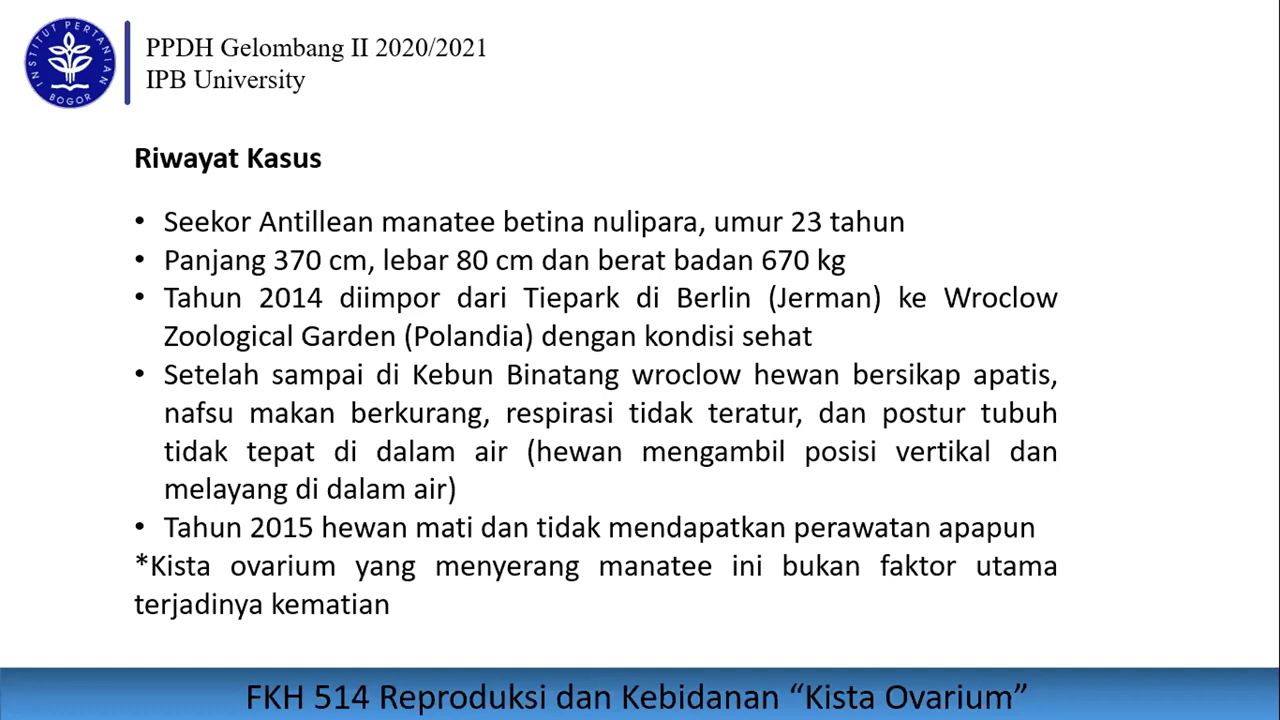 INSTITUT PERTANIAN
BOGOR
PPDH Gelombang II 2020/2021
IPB University
Riwayat Kasus
• Seekor Antillean manatee betina nulipara, umur 23 tahun
• Panjang 370 cm, lebar 80 cm dan berat badan 670 kg
• Tahun 2014 diimpor dari Tiepark di Berlin (Jerman) ke Wroclow
Zoological Garden (Polandia) dengan kondisi sehat
• Setelah sampai di Kebun Binatang wroclow hewan bersikap apatis,
nafsu makan berkurang, respirasi tidak teratur, dan postur tubuh
tidak tepat di dalam air (hewan mengambil posisi vertikal dan
melayang di dalam air)
• Tahun 2015 hewan mati dan tidak mendapatkan perawatan apapun
*Kista ovarium yang menyerang manatee ini bukan faktor utama
terjadinya kematian
FKH 514 Reproduksi dan Kebidanan “Kista Ovarium”